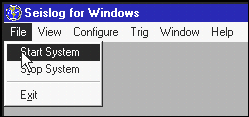 Seislog for Windows
File View Configure Trig Window Help
Start System
Stop System
Exit